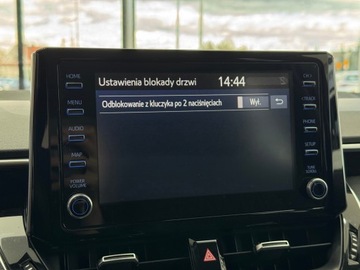 Ustawienia blokady drzwi 14:44
Odblokowanie z kluczyka po 2 naciśnięciach Wył.
HOME
MENU
AUDIO
MAP
POWER
VOLUME
PHONE
SETUP